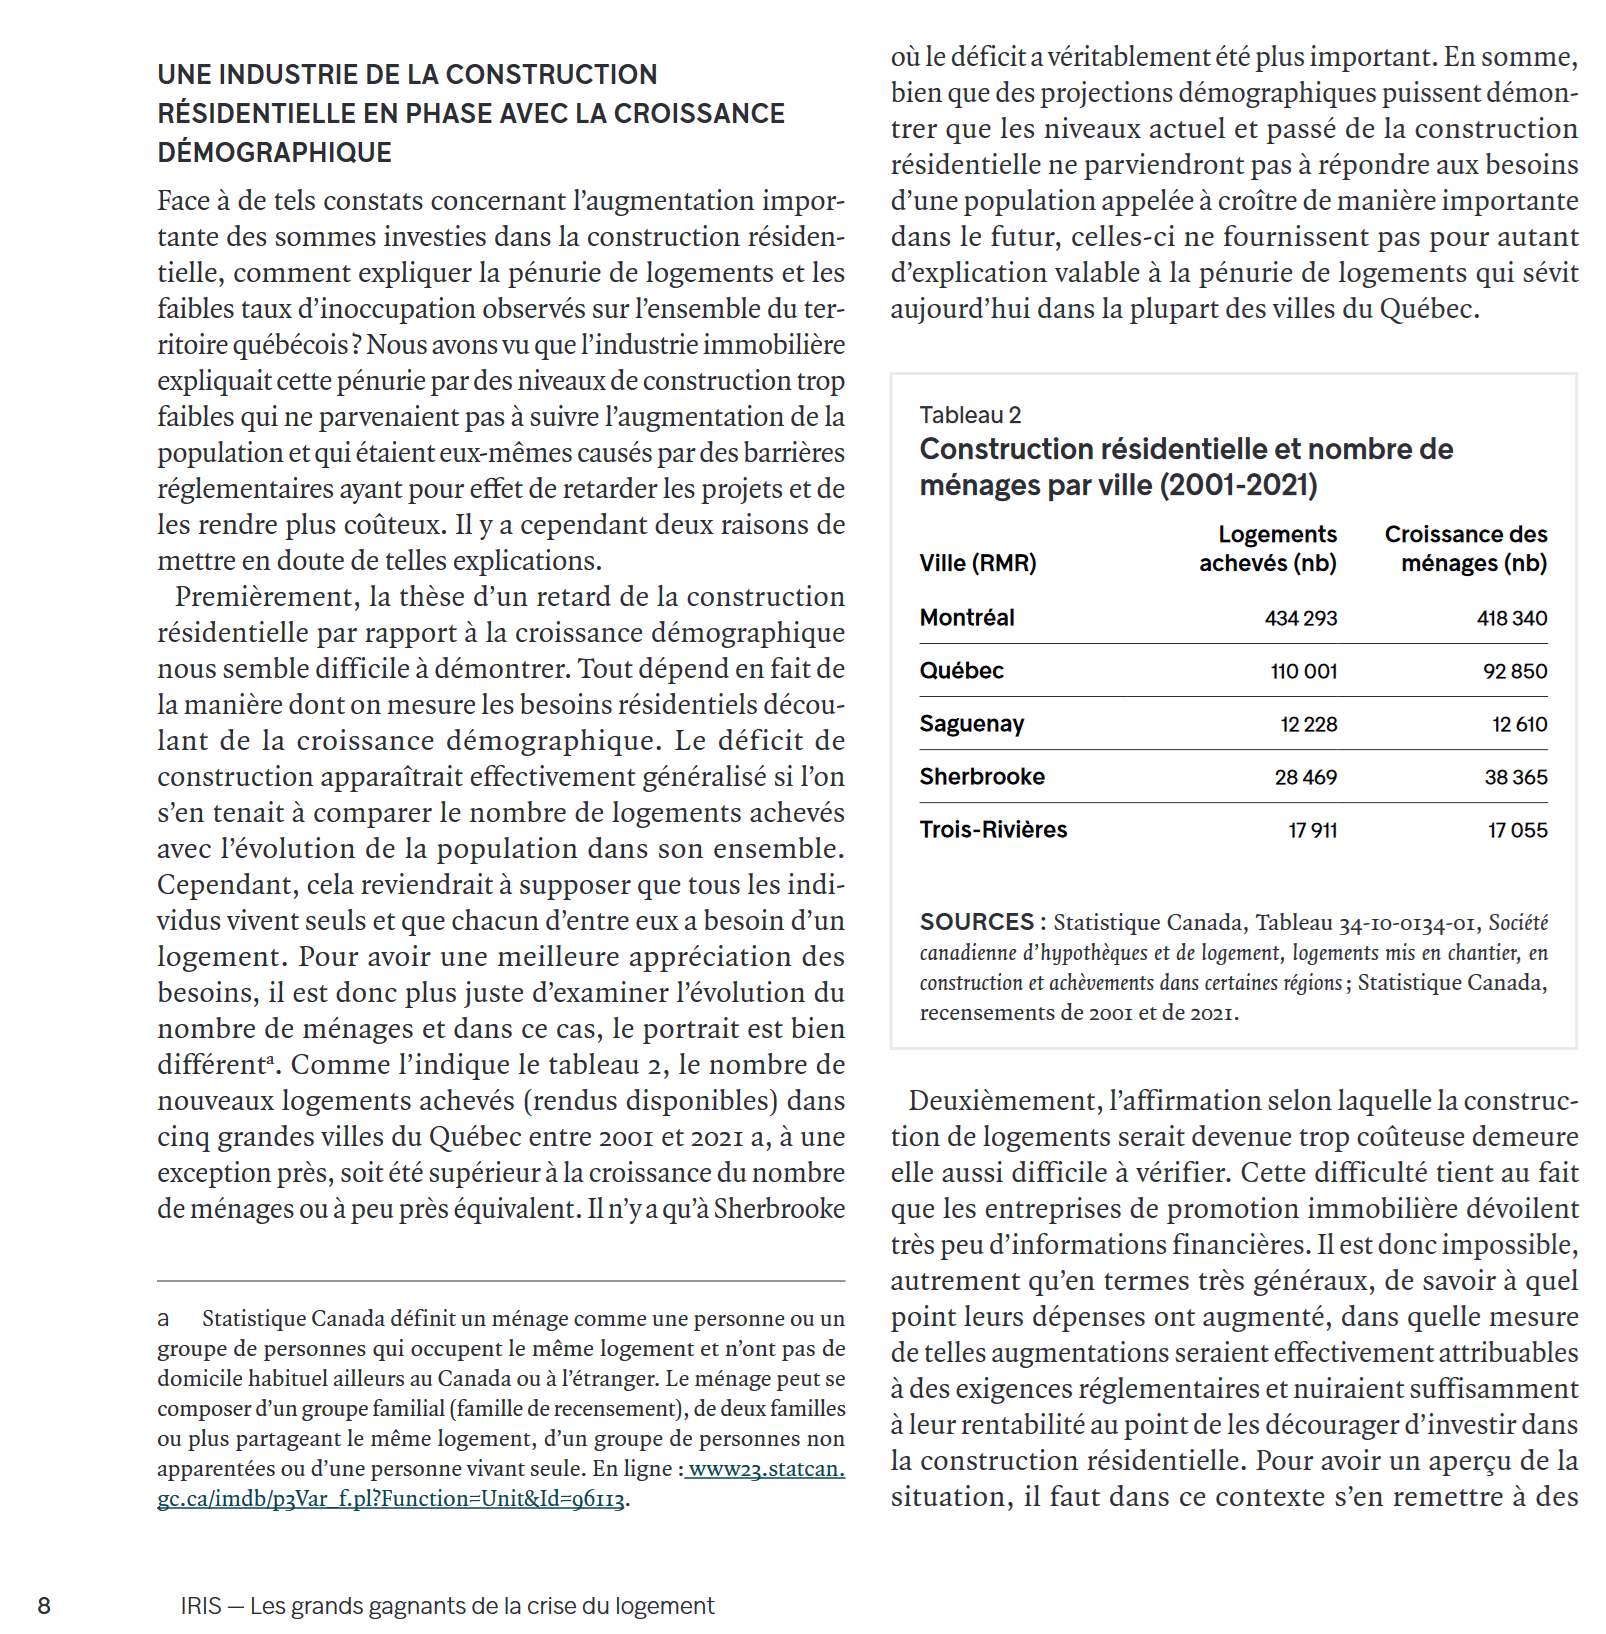 UNE INDUSTRIE DE LA CONSTRUCTION
RÉSIDENTIELLE EN PHASE AVEC LA CROISSANCE
DÉMOGRAPHIQUE
Face à de tels constats concernant l’augmentation impor-
tante des sommes investies dans la construction résiden-
tielle, comment expliquer la pénurie de logements et les
faibles taux d’inoccupation observés sur l’ensemble du ter-
ritoire québécois ? Nous avons vu que l’industrie immobilière
expliquait cette pénurie par des niveaux de construction trop
faibles qui ne parvenaient pas à suivre l’augmentation de la
population et qui étaient eux-mêmes causés par des barrières
réglementaires ayant pour effet de retarder les projets et de
les rendre plus coûteux. Il y a cependant deux raisons de
mettre en doute de telles explications.
Premièrement, la thèse d’un retard de la construction
résidentielle par rapport à la croissance démographique
nous semble difficile à démontrer. Tout dépend en fait de
la manière dont on mesure les besoins résidentiels décou-
lant de la croissance démographique. Le déficit de
construction apparaîtrait effectivement généralisé si l’on
s’en tenait à comparer le nombre de logements achevés
avec l’évolution de la population dans son ensemble.
Cependant, cela reviendrait à supposer que tous les indi-
vidus vivent seuls et que chacun d’entre eux a besoin d’un
logement. Pour avoir une meilleure appréciation des
besoins, il est donc plus juste d’examiner l’évolution du
nombre de ménages et dans ce cas, le portrait est bien
différentᵃ. Comme l’indique le tableau 2, le nombre de
nouveaux logements achevés (rendus disponibles) dans
cinq grandes villes du Québec entre 2001 et 2021 a, à une
exception près, soit été supérieur à la croissance du nombre
de ménages ou à peu près équivalent. Il n’y a qu’à Sherbrooke
a Statistique Canada définit un ménage comme une personne ou un
groupe de personnes qui occupent le même logement et n’ont pas de
domicile habituel ailleurs au Canada ou à l’étranger. Le ménage peut se
composer d’un groupe familial (famille de recensement), de deux familles
ou plus partageant le même logement, d’un groupe de personnes non
apparentées ou d’une personne vivant seule. En ligne : www23.statcan.
gc.ca/imdb/p3Var_f.pl?Function=Unit&Id=96113.
où le déficit a véritablement été plus important. En somme,
bien que des projections démographiques puissent démon-
trer que les niveaux actuel et passé de la construction
résidentielle ne parviendront pas à répondre aux besoins
d’une population appelée à croître de manière importante
dans le futur, celles-ci ne fournissent pas pour autant
d’explication valable à la pénurie de logements qui sévit
aujourd’hui dans la plupart des villes du Québec.
Tableau 2
Construction résidentielle et nombre de
ménages par ville (2001-2021)
Ville (RMR) Logements achevés (nb) Croissance des ménages (nb)
Montréal 434 293 418 340
Québec 110 001 92 850
Saguenay 12 228 12 610
Sherbrooke 28 469 38 365
Trois-Rivières 17 911 17 055
SOURCES : Statistique Canada, Tableau 34-10-0134-01, Société
canadienne d’hypothèques et de logement, logements mis en chantier, en
construction et achèvements dans certaines régions ; Statistique Canada,
recensements de 2001 et de 2021.
Deuxièmement, l’affirmation selon laquelle la construc-
tion de logements serait devenue trop coûteuse demeure
elle aussi difficile à vérifier. Cette difficulté tient au fait
que les entreprises de promotion immobilière dévoilent
très peu d’informations financières. Il est donc impossible,
autrement qu’en termes très généraux, de savoir à quel
point leurs dépenses ont augmenté, dans quelle mesure
de telles augmentations seraient effectivement attribuables
à des exigences réglementaires et nuiraient suffisamment
à leur rentabilité au point de les décourager d’investir dans
la construction résidentielle. Pour avoir un aperçu de la
situation, il faut dans ce contexte s’en remettre à des
8 IRIS — Les grands gagnants de la crise du logement